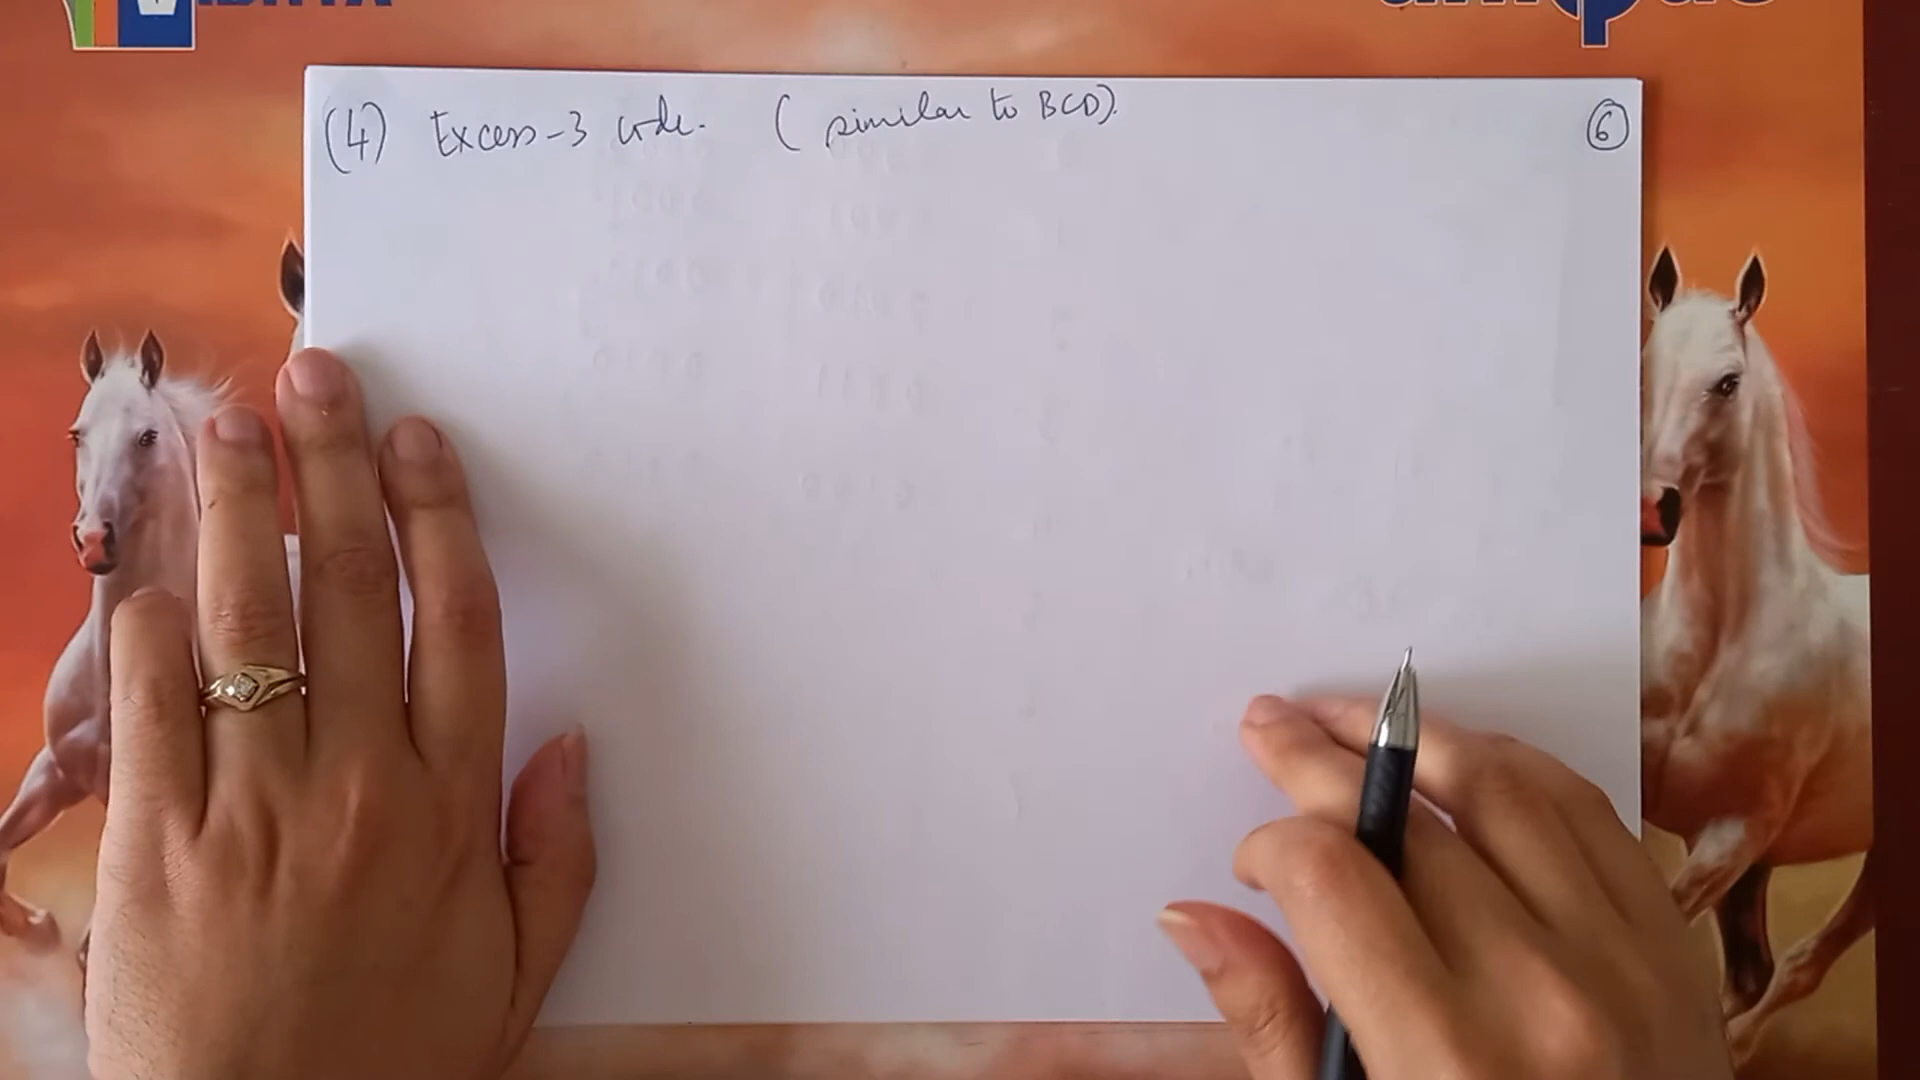 (4) Excess-3 code. (similar to BCD). 6